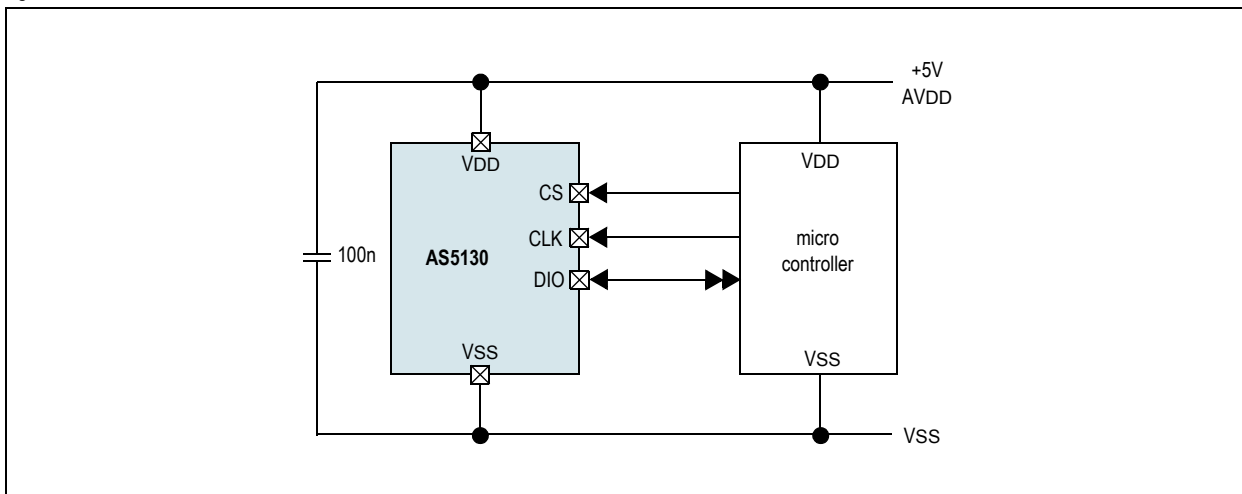 +5V
AVDD
VDD
VDD
CS
CLK
micro
controller
100n
AS5130
DIO
VSS
VSS
VSS